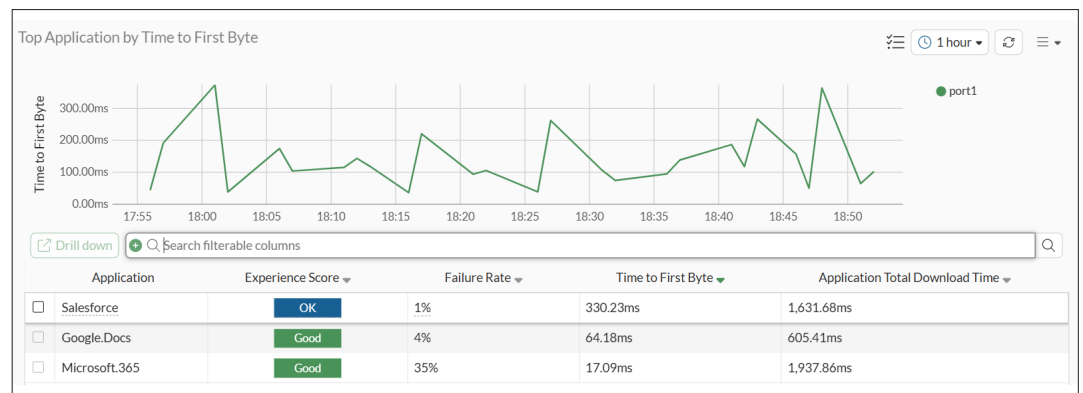 Top Application by Time to First Byte
1 hour
Time to First Byte
300.00ms
200.00ms
100.00ms
0.00ms
17:55 18:00 18:05 18:10 18:15 18:20 18:25 18:30 18:35 18:40 18:45 18:50
port1
Drill down Search filterable columns
Application Experience Score Failure Rate Time to First Byte Application Total Download Time
Salesforce OK 1% 330.23ms 1,631.68ms
Google.Docs Good 4% 64.18ms 605.41ms
Microsoft.365 Good 35% 17.09ms 1,937.86ms